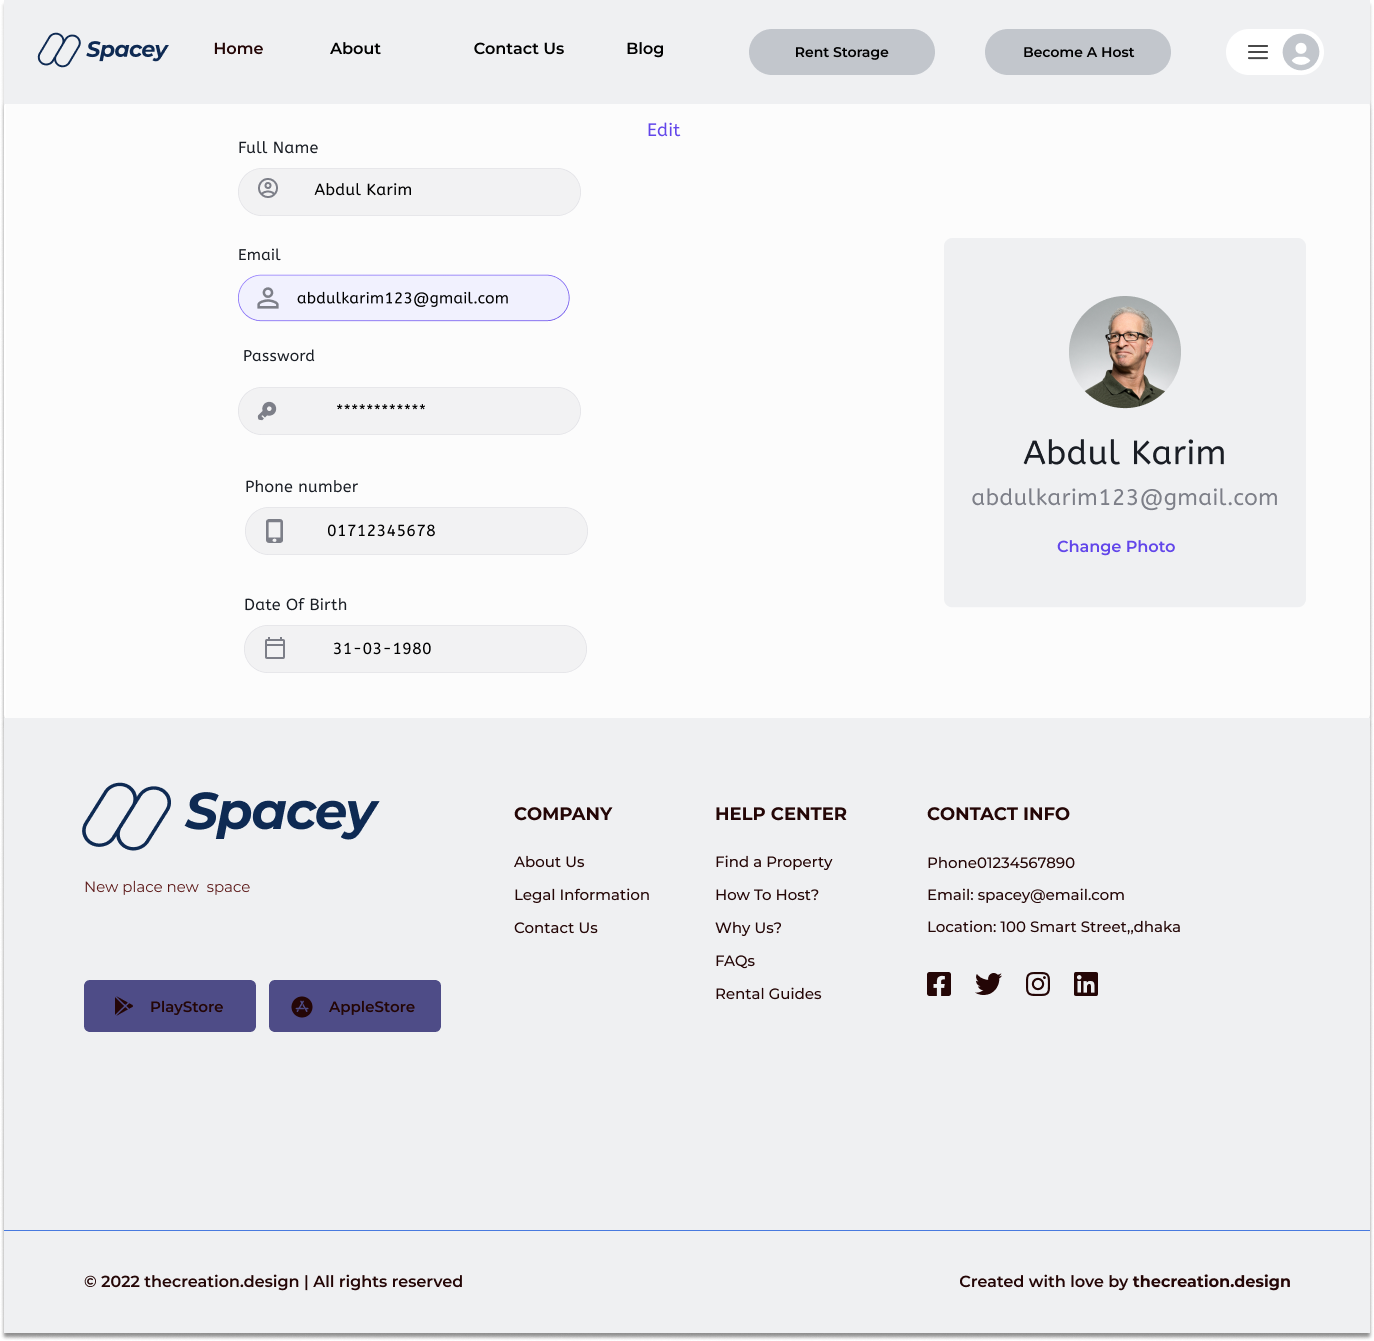 Spacey
Home
About
Contact Us
Blog
Rent Storage
Become A Host
Edit
Full Name
Abdul Karim
Email
abdulkarim123@gmail.com
Password
************
Phone number
01712345678
Date Of Birth
31-03-1980
Abdul Karim
abdulkarim123@gmail.com
Change Photo
Spacey
New place new  space
PlayStore
AppleStore
COMPANY
About Us
Legal Information
Contact Us
HELP CENTER
Find a Property
How To Host?
Why Us?
FAQs
Rental Guides
CONTACT INFO
Phone01234567890
Email: spacey@email.com
Location: 100 Smart Street,,dhaka
© 2022 thecreation.design | All rights reserved
Created with love by thecreation.design